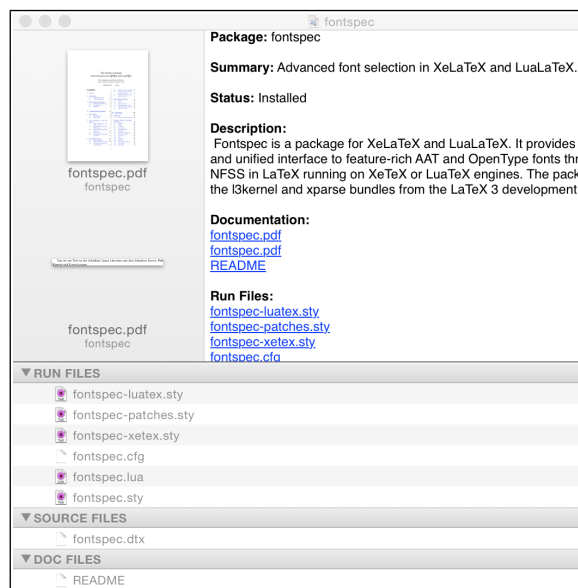 fontspec
Package: fontspec
Summary: Advanced font selection in XeLaTeX and LuaLaTeX.
Status: Installed
Description:
Fontspec is a package for XeLaTeX and LuaLaTeX. It provides
and unified interface to feature-rich AAT and OpenType fonts thr
NFSS in LaTeX running on XeTeX or LuaTeX engines. The pack
the l3kernel and xparse bundles from the LaTeX 3 development
Documentation:
fontspec.pdf
fontspec.pdf
README
Run Files:
fontspec-luatex.sty
fontspec-patches.sty
fontspec-xetex.sty
fontspec.cfg
fontspec.pdf
fontspec
fontspec.pdf
fontspec
RUN FILES
fontspec-luatex.sty
fontspec-patches.sty
fontspec-xetex.sty
fontspec.cfg
fontspec.lua
fontspec.sty
SOURCE FILES
fontspec.dtx
DOC FILES
README